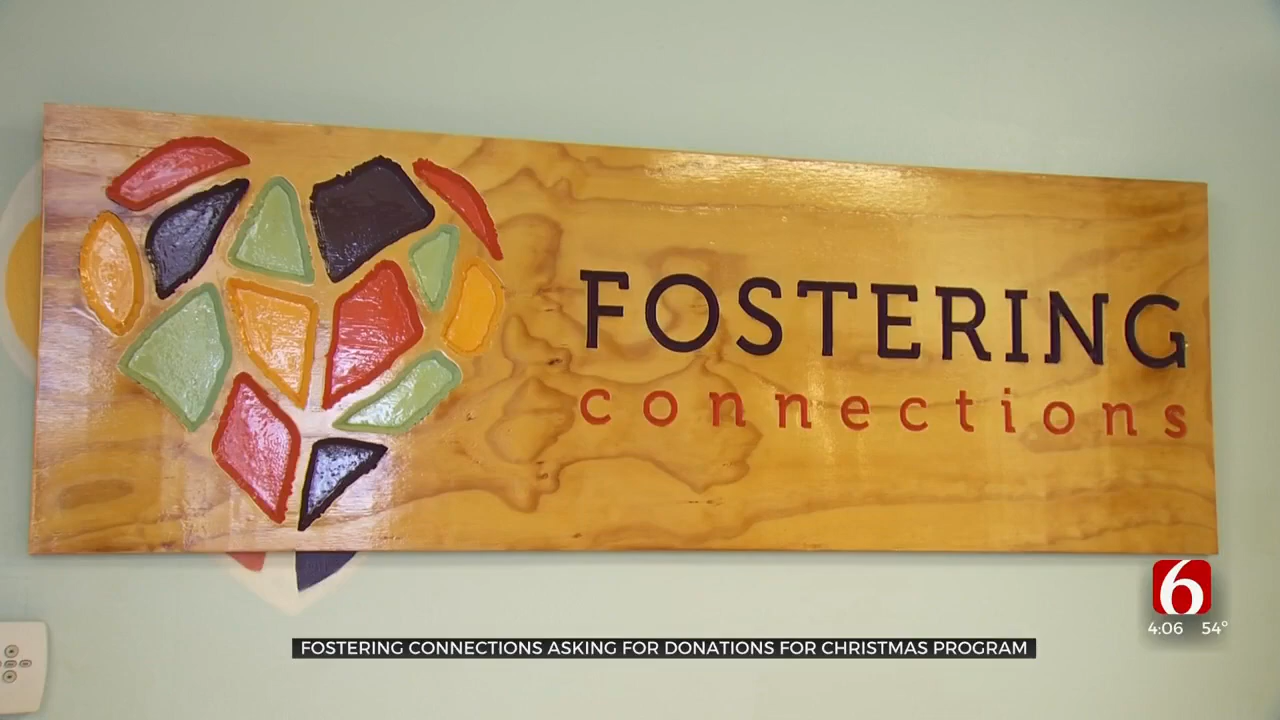 FOSTERING
connections
6
4:06 54°
FOSTERING CONNECTIONS ASKING FOR DONATIONS FOR CHRISTMAS PROGRAM